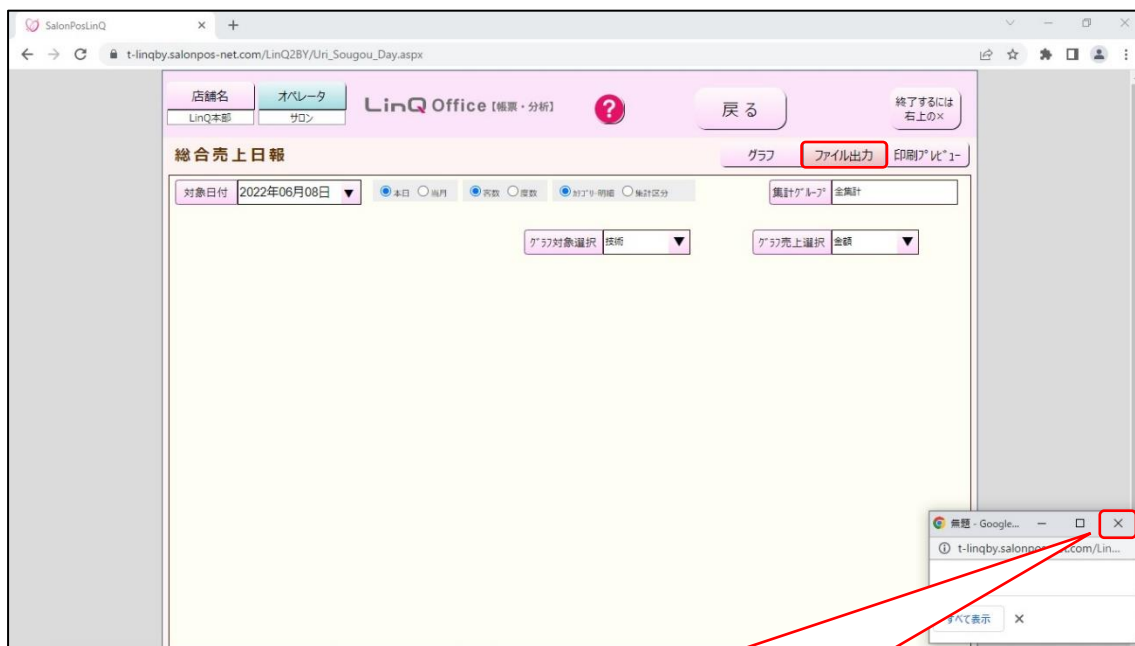 SalonPosLinQ
t-linqby.salonpos-net.com/LinQ2BY/Uri_Sougou_Day.aspx
店舗名
LinQ本部
オペレータ
サロン
LinQ Office [帳票・分析]
?
戻る
終了するには
右上の×
総合売上日報
グラフ
ファイル出力
印刷プレビュー
対象日付 2022年06月08日 ▼
本日 当月
客数 度数
カテゴリ・明細 集計区分
集計グループ 全集計
グラフ対象選択 技術 ▼
グラフ売上選択 金額 ▼
無題 - Google...
t-linqby.salonpos-net.com/Lin...
すべて表示